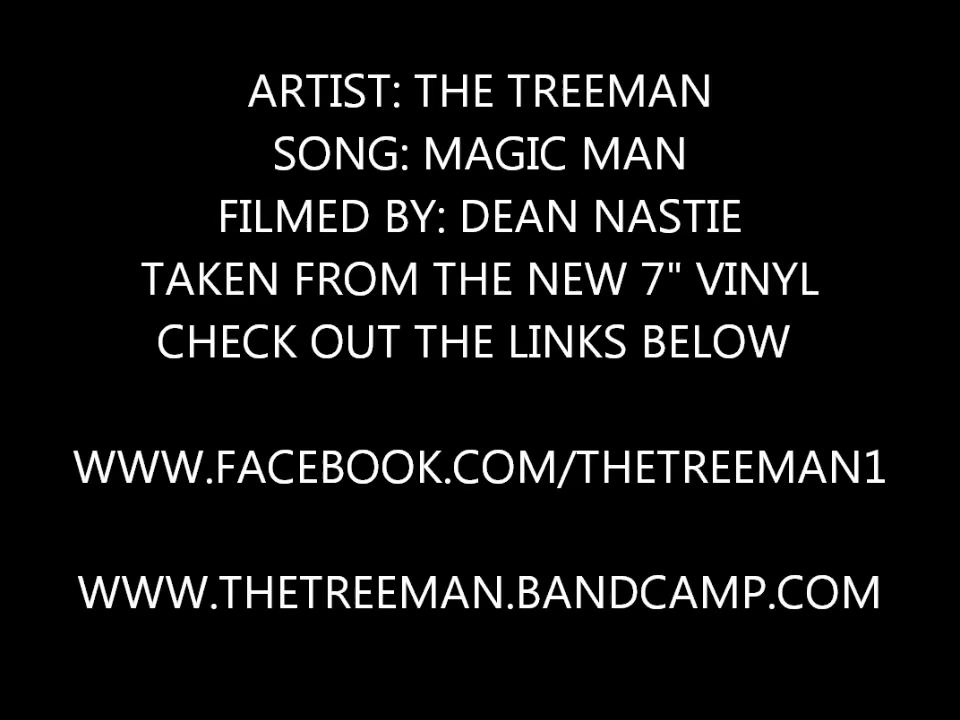 ARTIST: THE TREEMAN
SONG: MAGIC MAN
FILMED BY: DEAN NASTIE
TAKEN FROM THE NEW 7" VINYL
CHECK OUT THE LINKS BELOW
WWW.FACEBOOK.COM/THETREEMAN1
WWW.THETREEMAN.BANDCAMP.COM